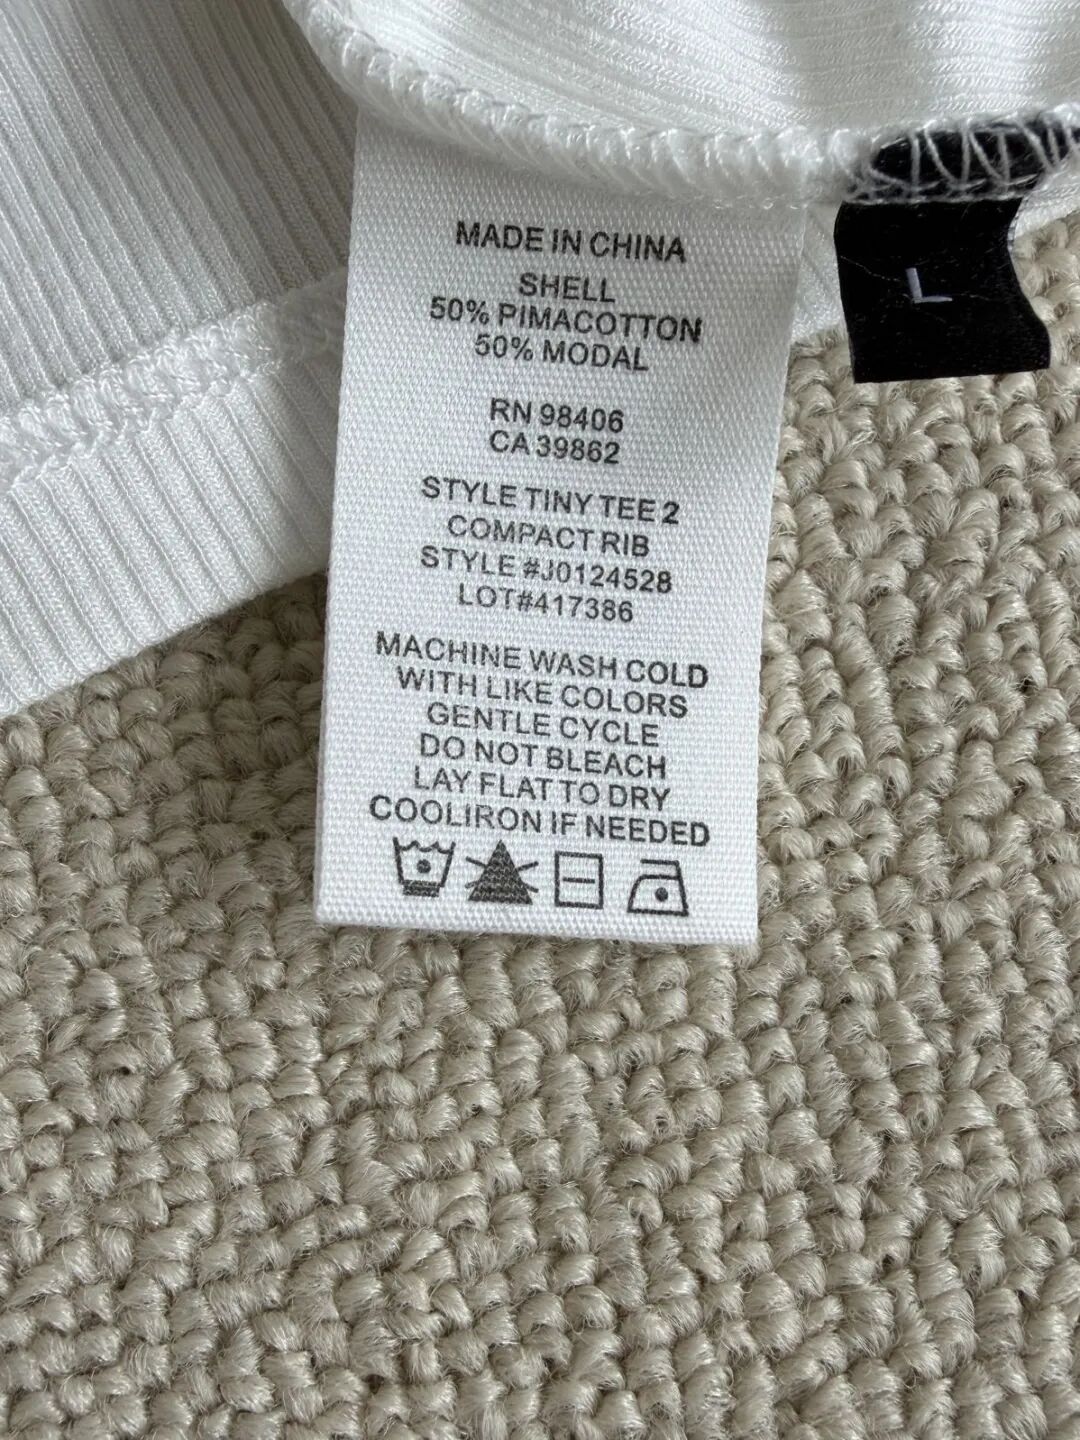 MADE IN CHINA
SHELL
50% PIMACOTTON
50% MODAL
RN 98406
CA 39862
STYLE TINY TEE 2
COMPACT RIB
STYLE #J0124528
LOT#417386
MACHINE WASH COLD
WITH LIKE COLORS
GENTLE CYCLE
DO NOT BLEACH
LAY FLAT TO DRY
COOLIRON IF NEEDED
L